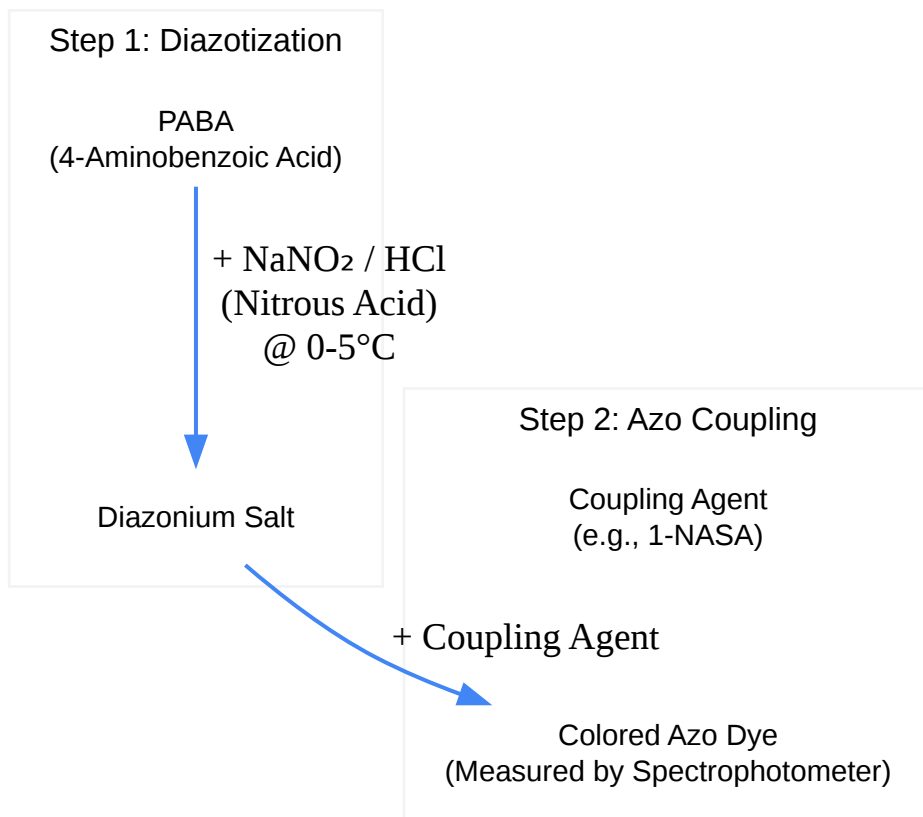 Step 1: Diazotization
PABA
(4-Aminobenzoic Acid)
+ NaNO₂ / HCl
(Nitrous Acid)
@ 0-5°C
Diazonium Salt
Step 2: Azo Coupling
Coupling Agent
(e.g., 1-NASA)
+ Coupling Agent
Colored Azo Dye
(Measured by Spectrophotometer)